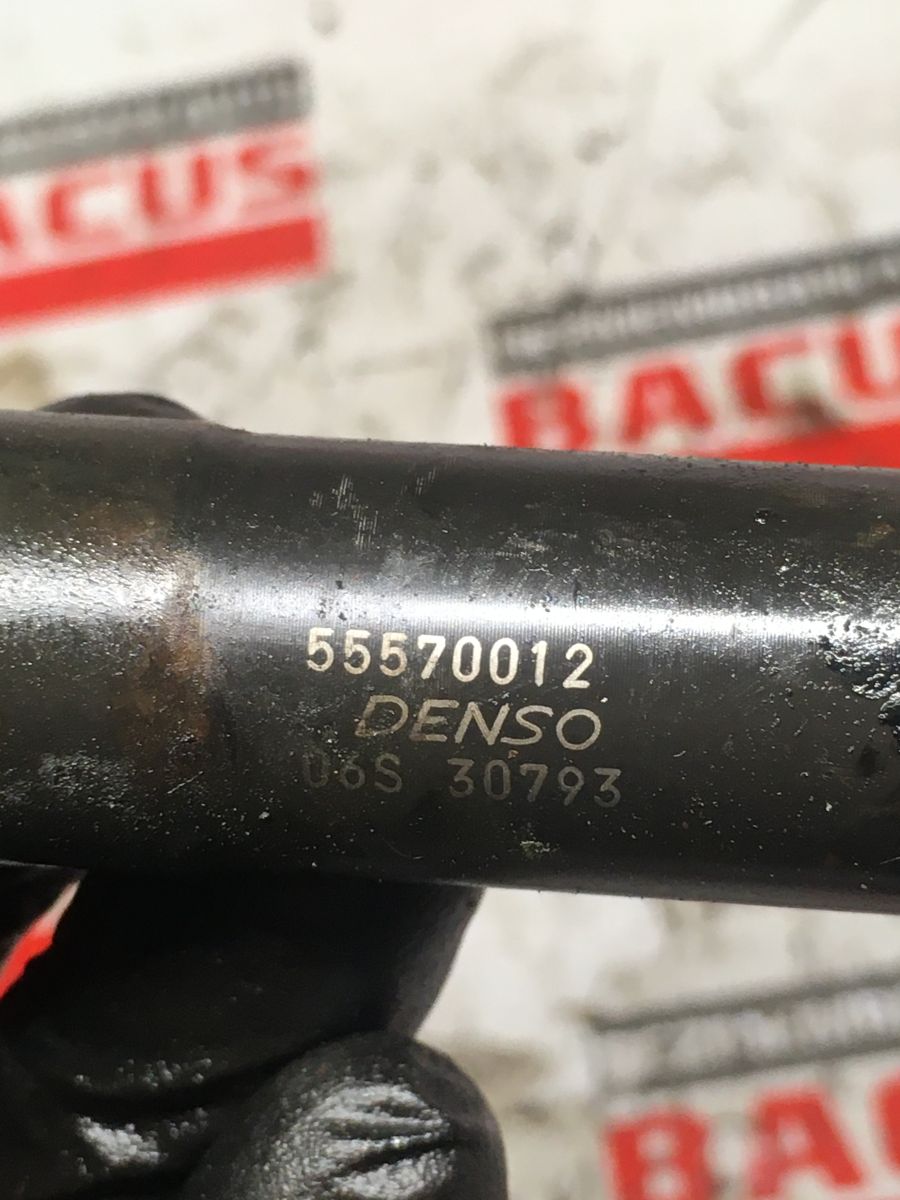 BACUS
BACUS
55570012
DENSO
06S 30793
BAC